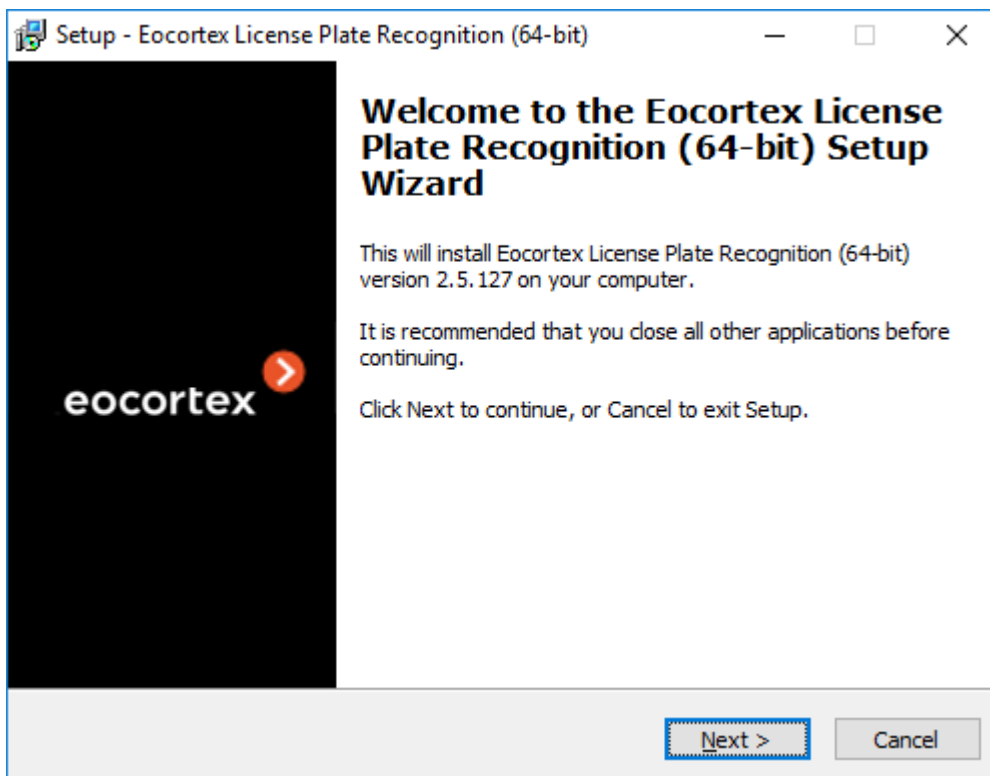 Setup - Eocortex License Plate Recognition (64-bit)
Welcome to the Eocortex License
Plate Recognition (64-bit) Setup
Wizard
This will install Eocortex License Plate Recognition (64-bit)
version 2.5.127 on your computer.
It is recommended that you close all other applications before
continuing.
eocortex
Click Next to continue, or Cancel to exit Setup.
Next >
Cancel